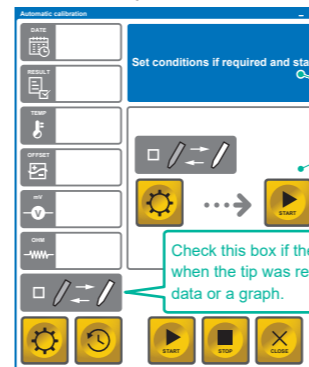 Automatic calibration
DATE
RESULT
TEMP
OFFSET
mV
-V-
OHM
Set conditions if required and sta
START
Check this box if the
when the tip was re
data or a graph.
START
STOP
CLOSE